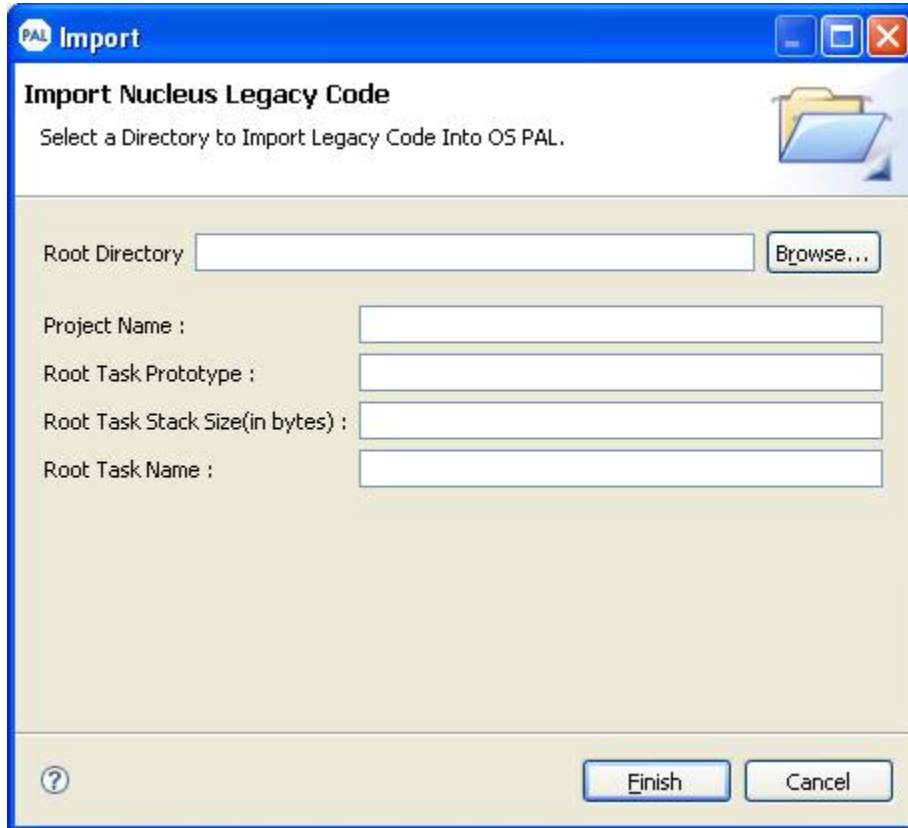 PAL Import
Import Nucleus Legacy Code
Select a Directory to Import Legacy Code Into OS PAL.
Root Directory Browse...
Project Name :
Root Task Prototype :
Root Task Stack Size(in bytes) :
Root Task Name :
? Finish Cancel